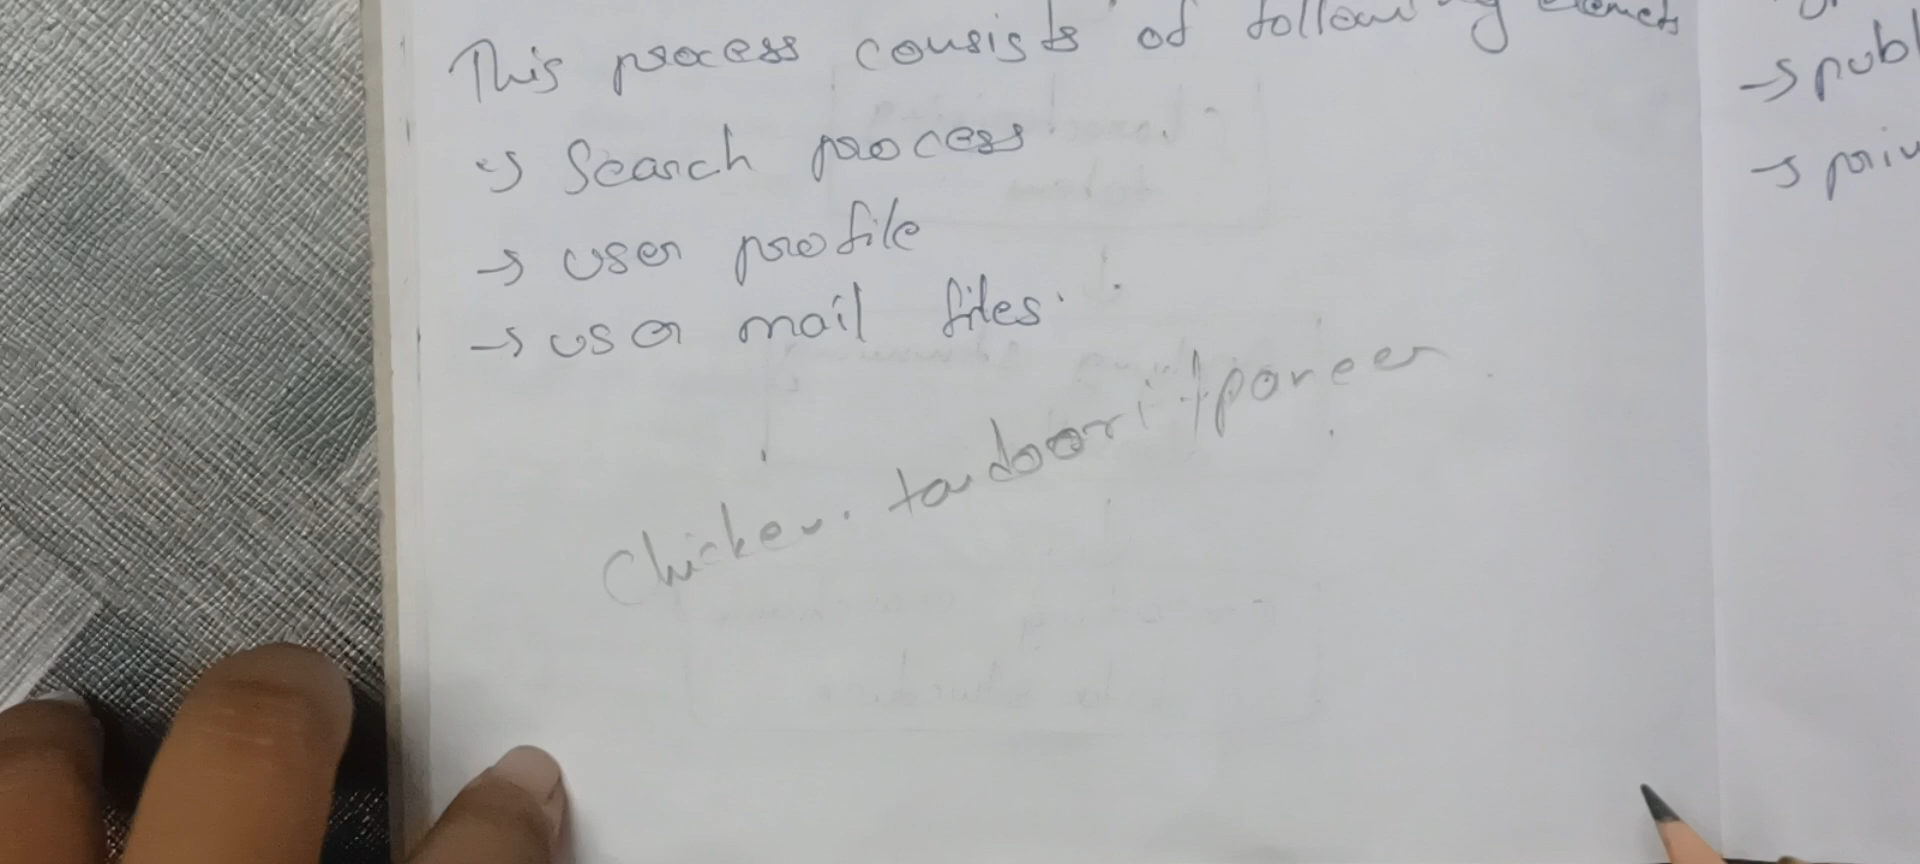 This process consists of following elements
→ Search process
→ user profile
→ user mail files.
Chicken. tandoori + paneer
→ publ
→ priv